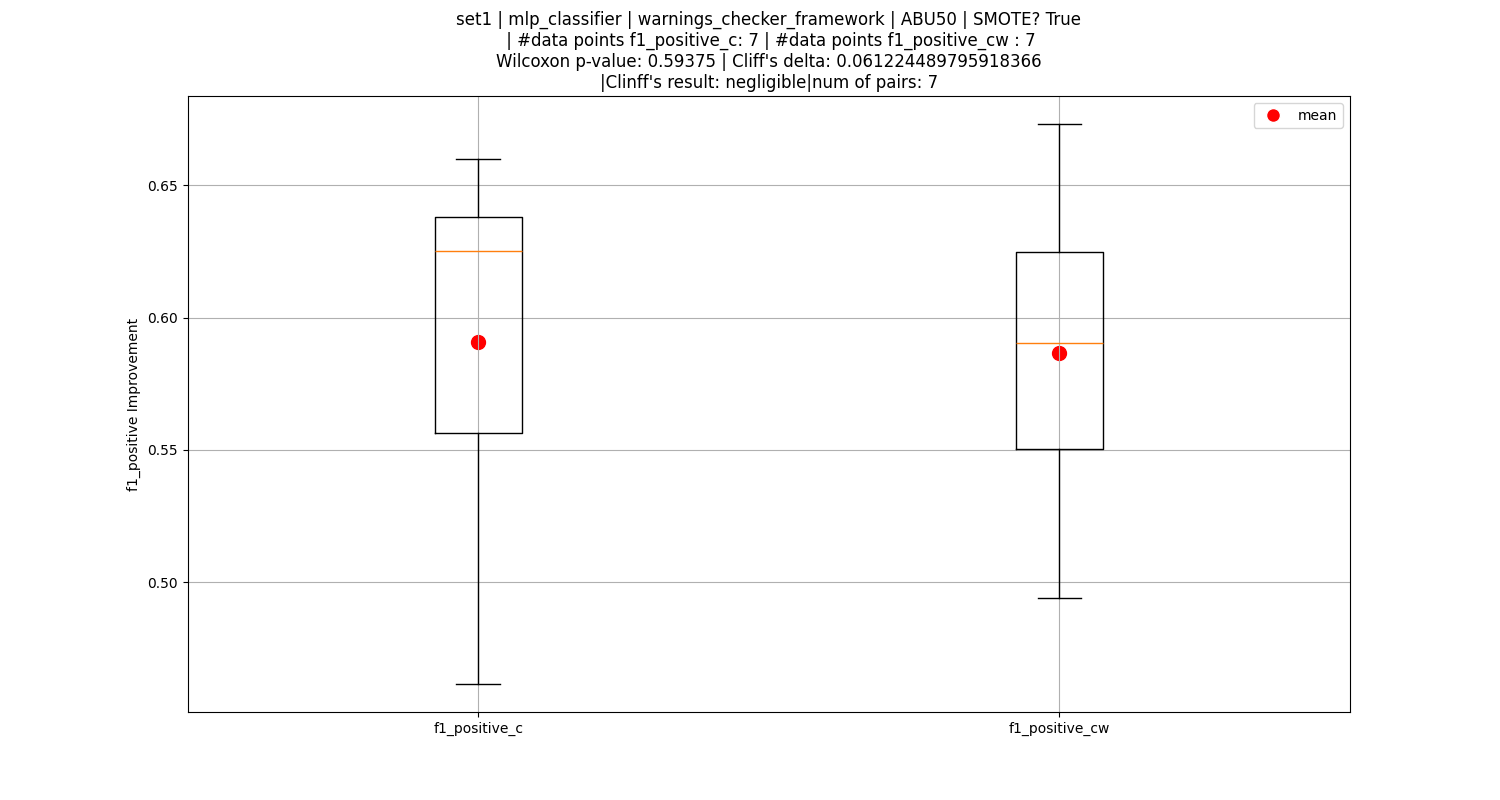 set1 | mlp_classifier | warnings_checker_framework | ABU50 | SMOTE? True
| #data points f1_positive_c: 7 | #data points f1_positive_cw : 7
Wilcoxon p-value: 0.59375 | Cliff's delta: 0.061224489795918366
|Clinff's result: negligible|num of pairs: 7
mean
0.65
0.60
0.55
0.50
f1_positive Improvement
f1_positive_c
f1_positive_cw